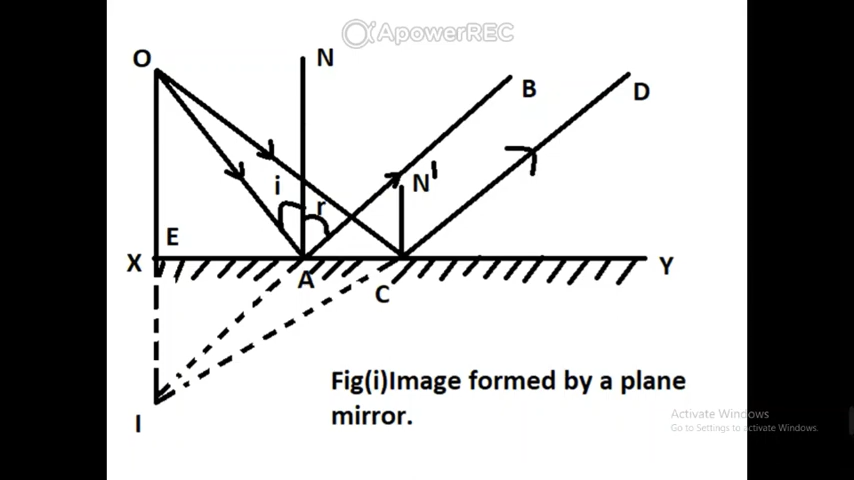 ApowerREC
O
N
B
D
i
r
N'
X
E
A
C
Y
I
Fig(i)Image formed by a plane
mirror.
Activate Windows
Go to Settings to activate Windows.